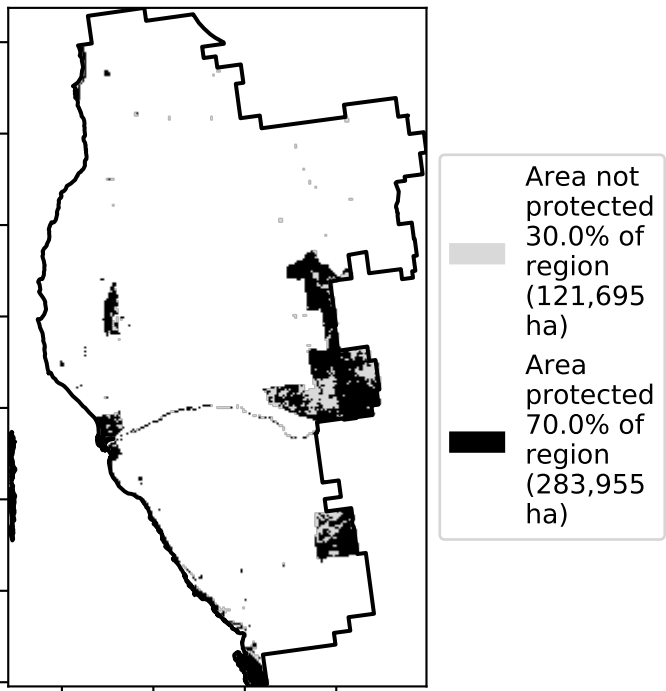 Area not
protected
30.0% of
region
(121,695
ha)
Area
protected
70.0% of
region
(283,955
ha)